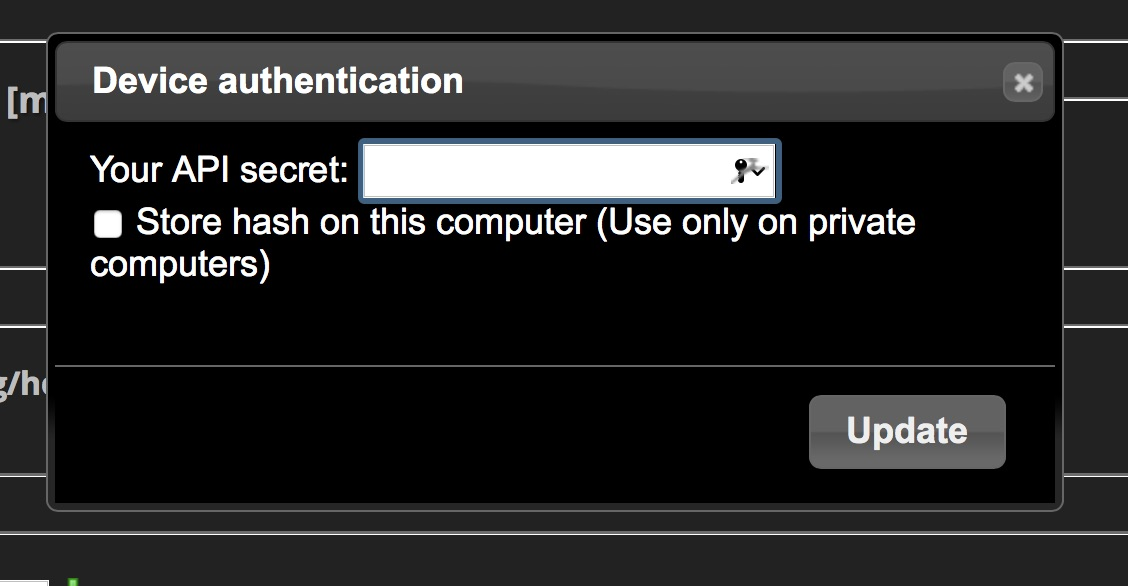 Device authentication
[m
Your API secret:
Store hash on this computer (Use only on private
computers)
g/h
Update